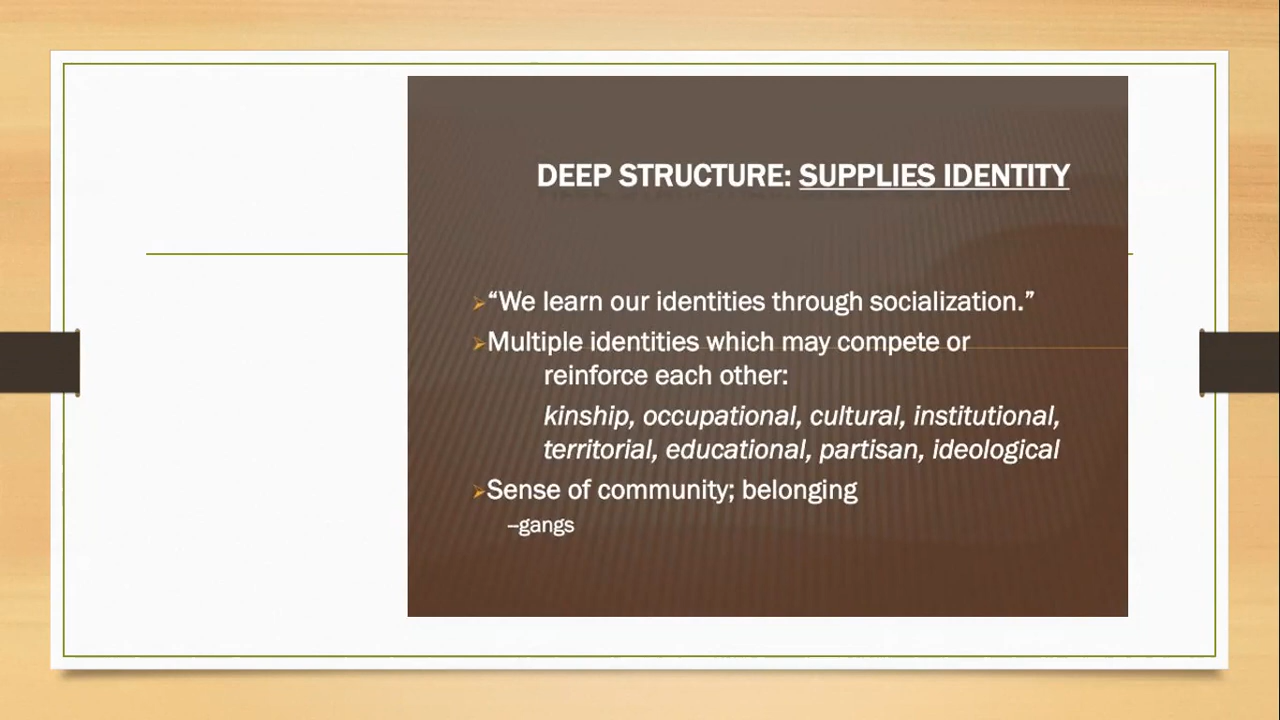 DEEP STRUCTURE: SUPPLIES IDENTITY
➢“We learn our identities through socialization.”
➢Multiple identities which may compete or
reinforce each other:
kinship, occupational, cultural, institutional,
territorial, educational, partisan, ideological
➢Sense of community; belonging
–gangs